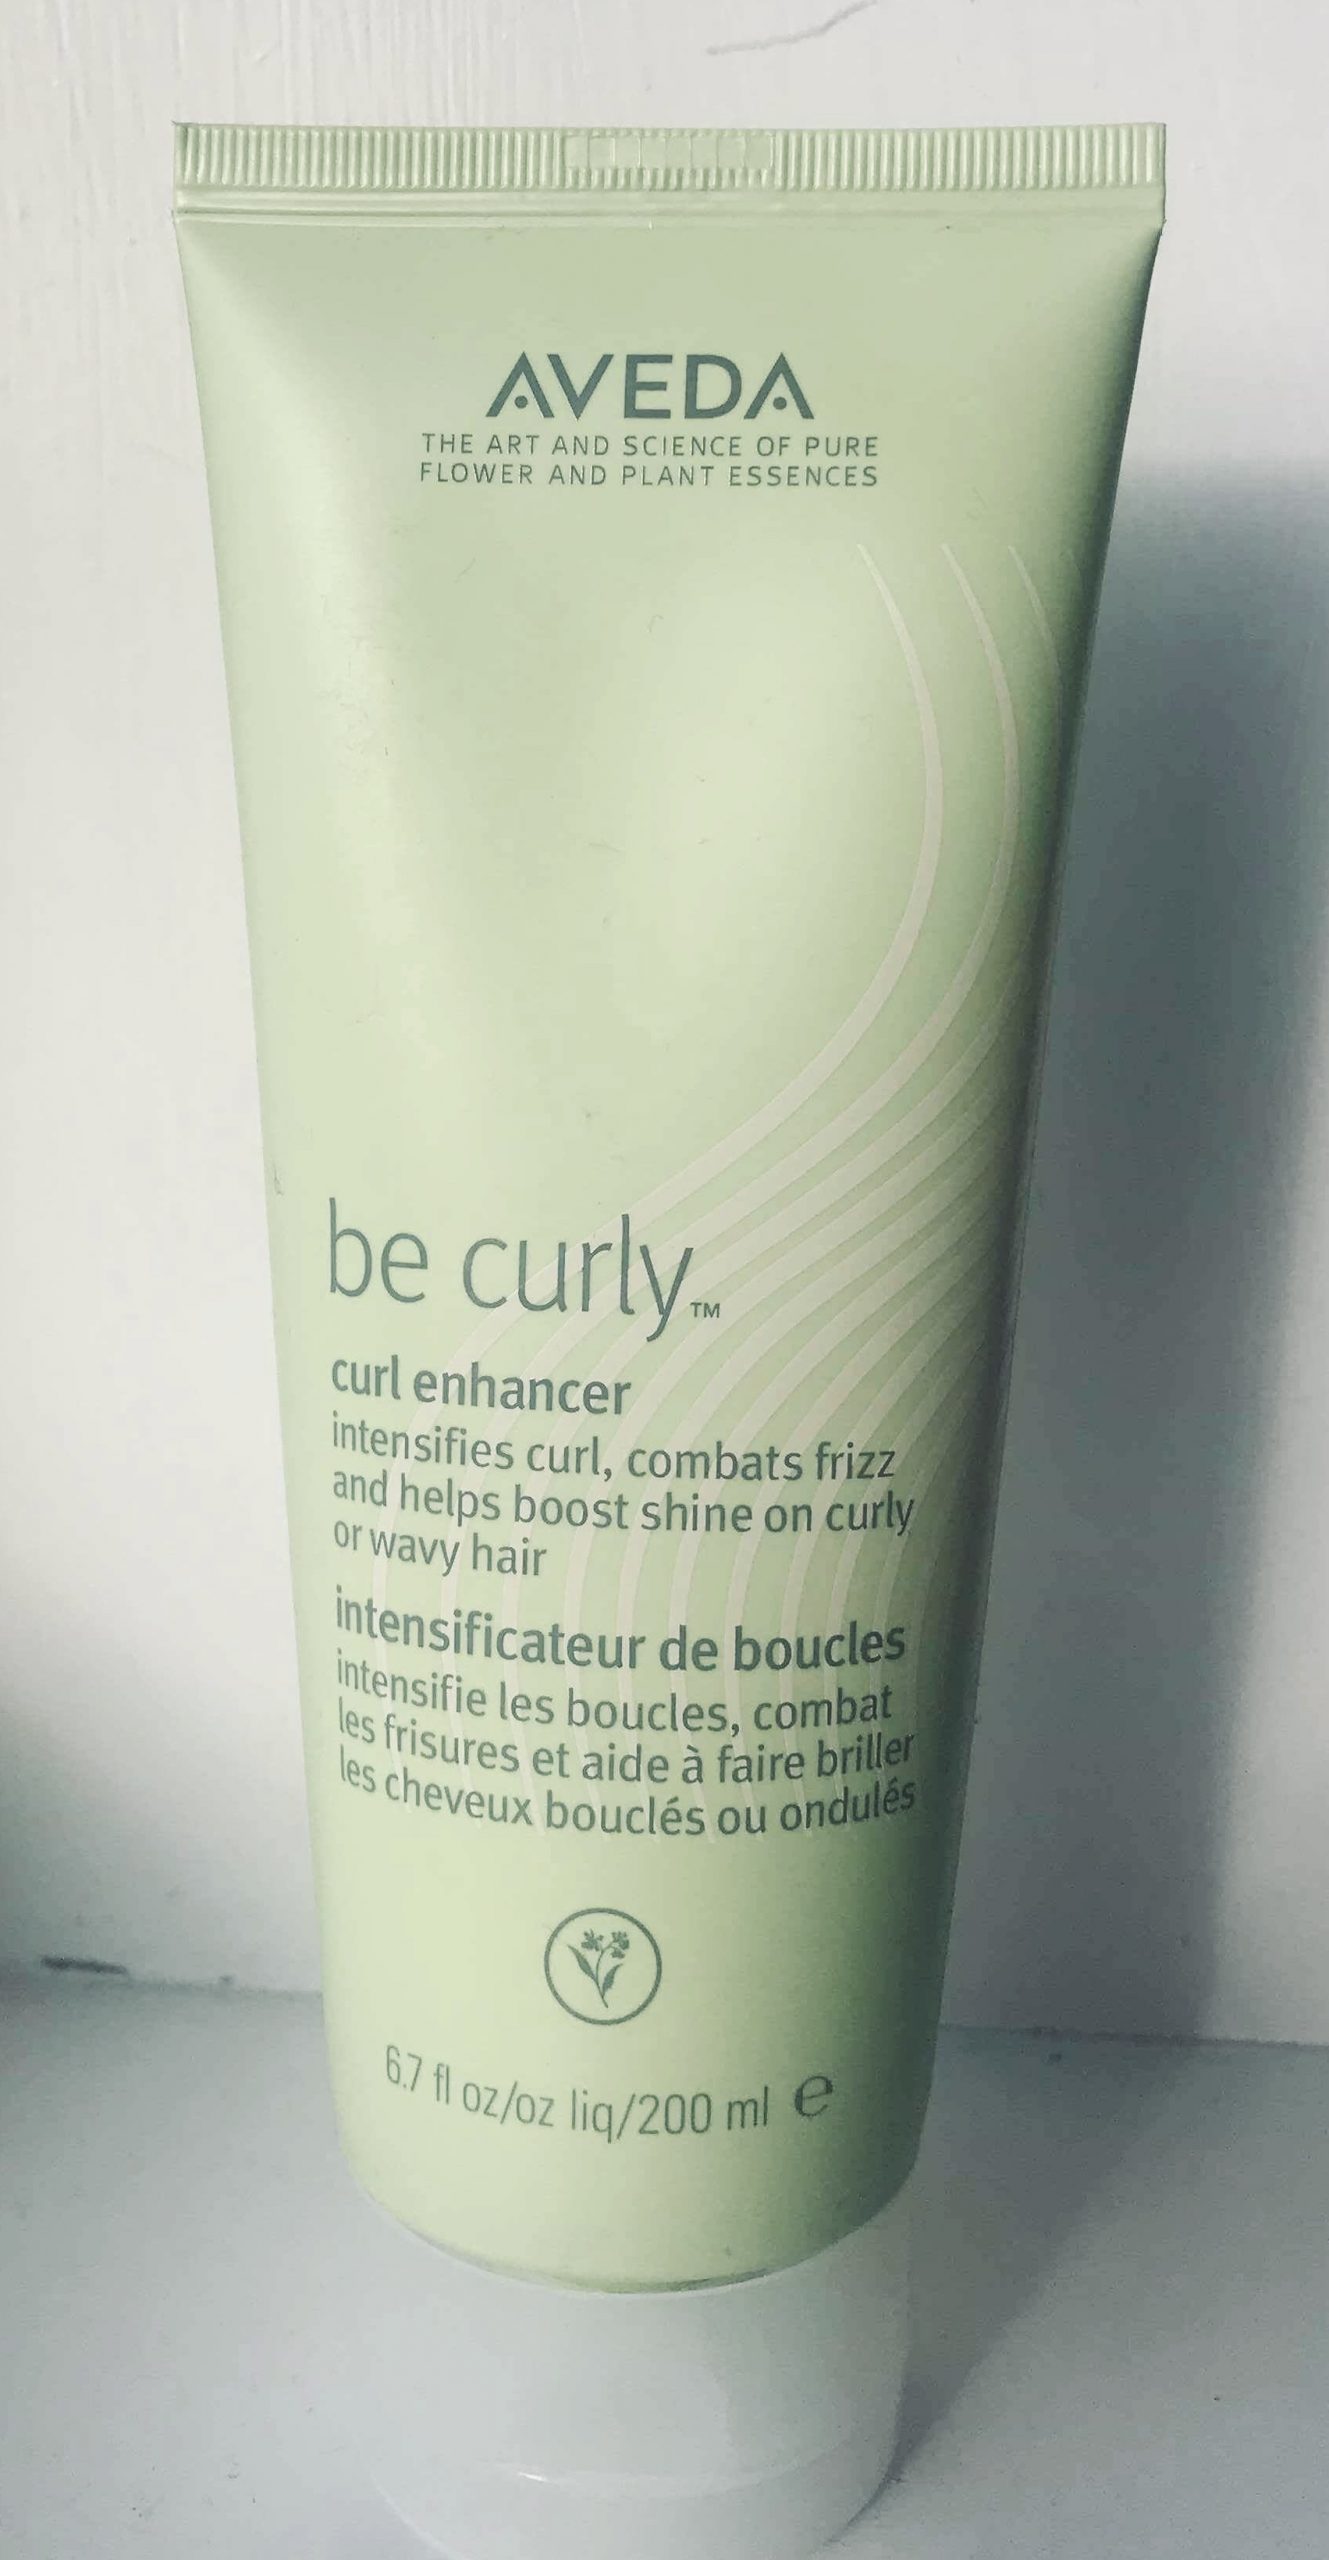 AVEDA
THE ART AND SCIENCE OF PURE
FLOWER AND PLANT ESSENCES
be curly™
curl enhancer
intensifies curl, combats frizz
and helps boost shine on curly
or wavy hair
intensificateur de boucles
intensifie les boucles, combat
les frisures et aide à faire briller
les cheveux bouclés ou ondulés
6.7 fl oz/oz liq/200 ml ℮